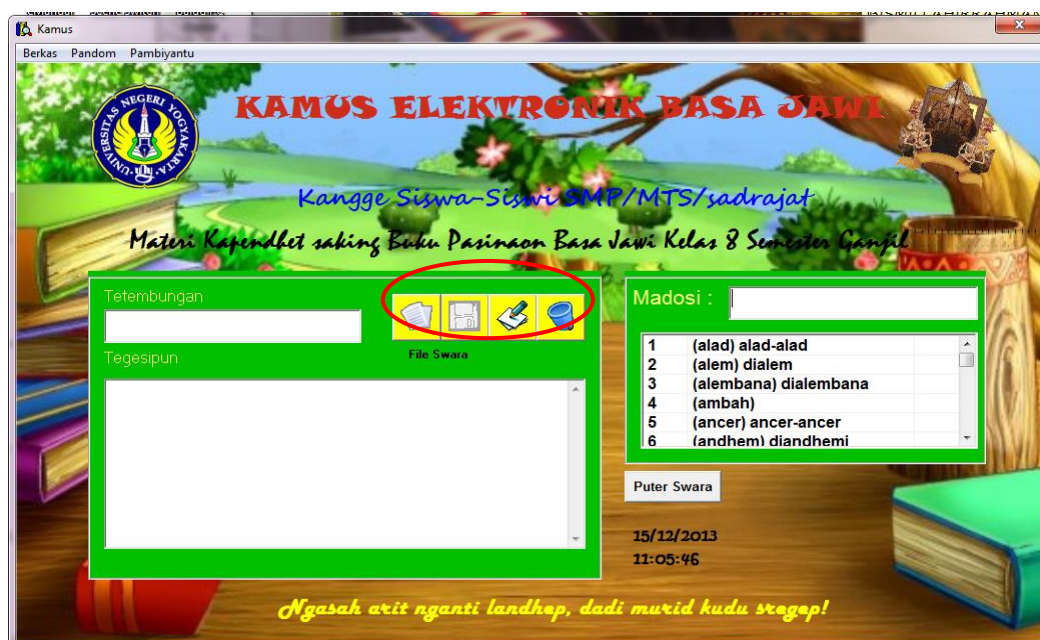 Kamus
Berkas Pandom Pambiyantu
UNIVERSITAS NEGERI YOGYAKARTA
KAMUS ELEKTRONIK BASA JAWI
Kangge Siswa-Siswi SMP/MTS/sadrajat
Materi Kapendhet saking Buku Pasinaon Basa Jawi Kelas 8 Semester Ganjil
Tetembungan
File Swara
Tegesipun
Madosi :
1 (alad) alad-alad
2 (alem) dialem
3 (alembana) dialembana
4 (ambah)
5 (ancer) ancer-ancer
6 (andhem) diandhemi
Puter Swara
15/12/2013
11:05:46
Ngasah arit nganti landhep, dadi murid kudu sregep!